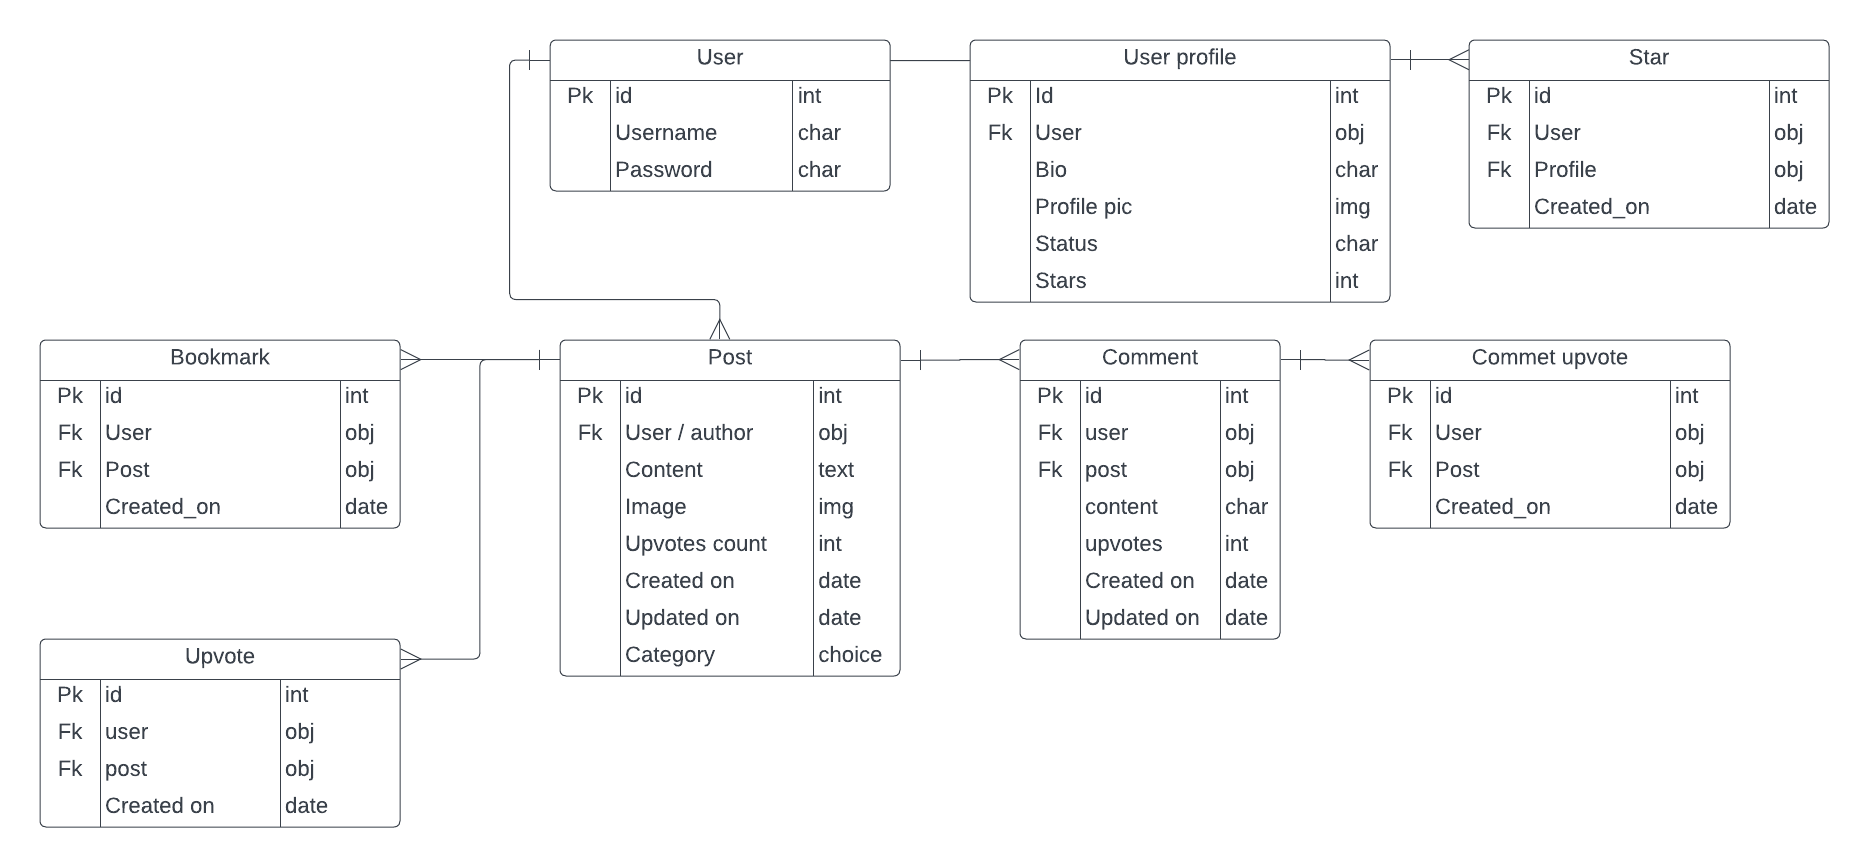 User
Pk id int
Username char
Password char
User profile
Pk Id int
Fk User obj
Bio char
Profile pic img
Status char
Stars int
Star
Pk id int
Fk User obj
Fk Profile obj
Created_on date
Bookmark
Pk id int
Fk User obj
Fk Post obj
Created_on date
Post
Pk id int
Fk User / author obj
Content text
Image img
Upvotes count int
Created on date
Updated on date
Category choice
Comment
Pk id int
Fk user obj
Fk post obj
content char
upvotes int
Created on date
Updated on date
Commet upvote
Pk id int
Fk User obj
Fk Post obj
Created_on date
Upvote
Pk id int
Fk user obj
Fk post obj
Created on date